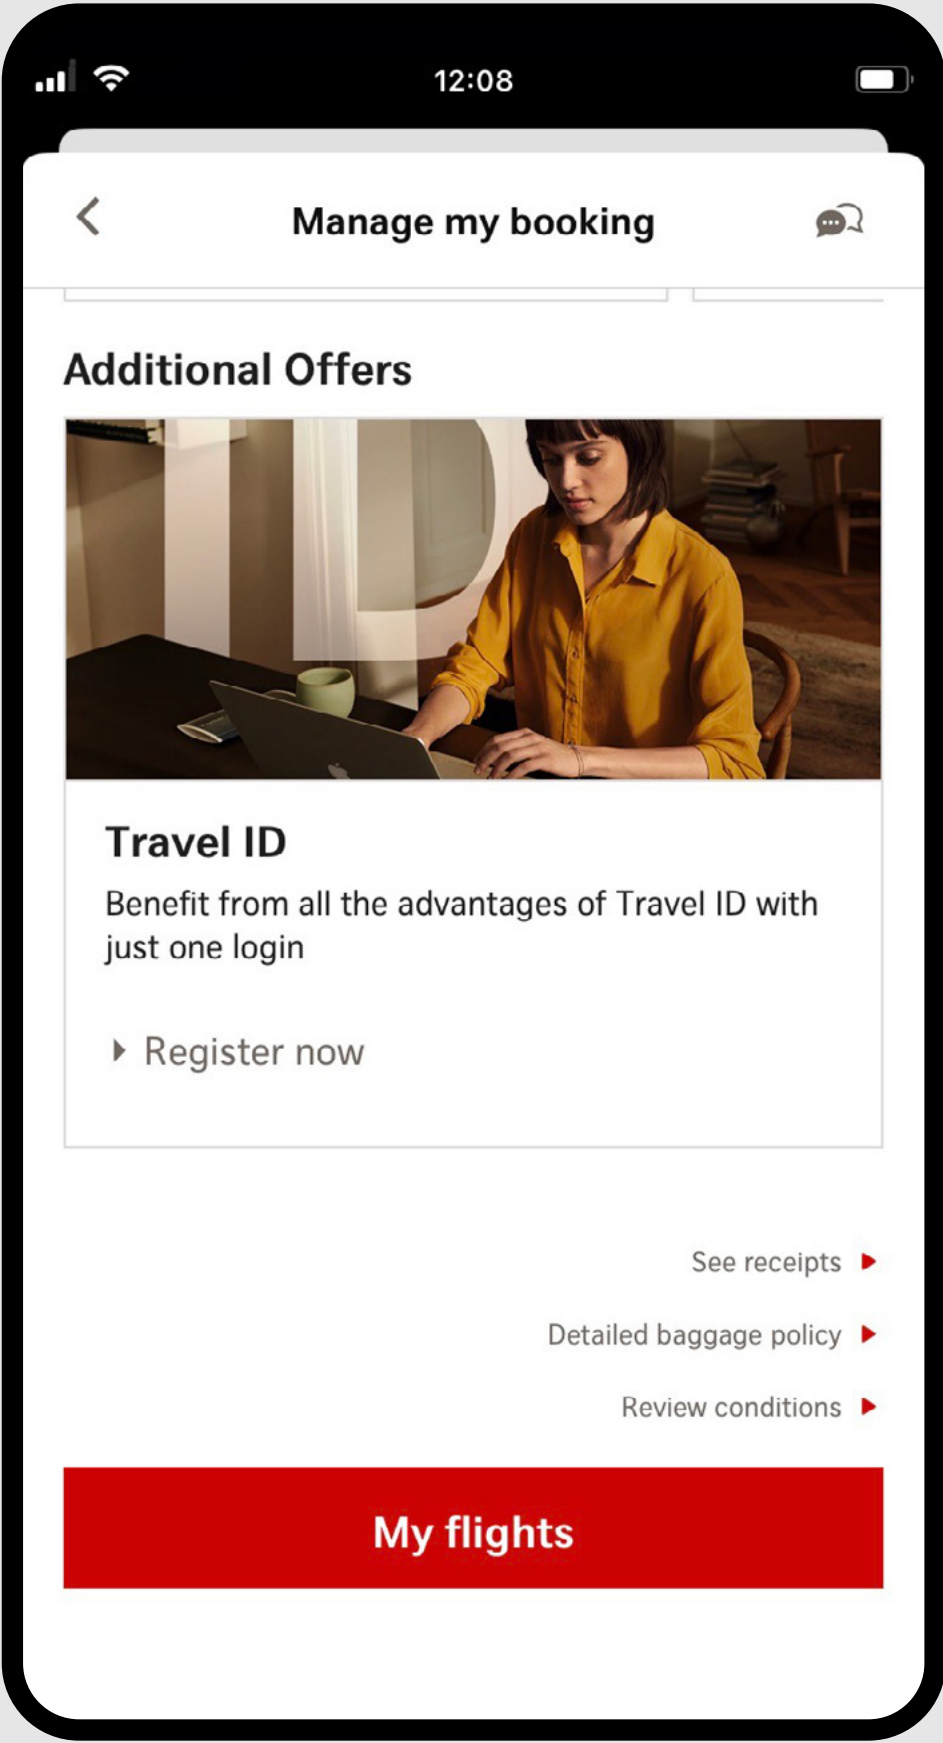 12:08
Manage my booking
Additional Offers
ID
Travel ID
Benefit from all the advantages of Travel ID with
just one login
Register now
See receipts
Detailed baggage policy
Review conditions
My flights